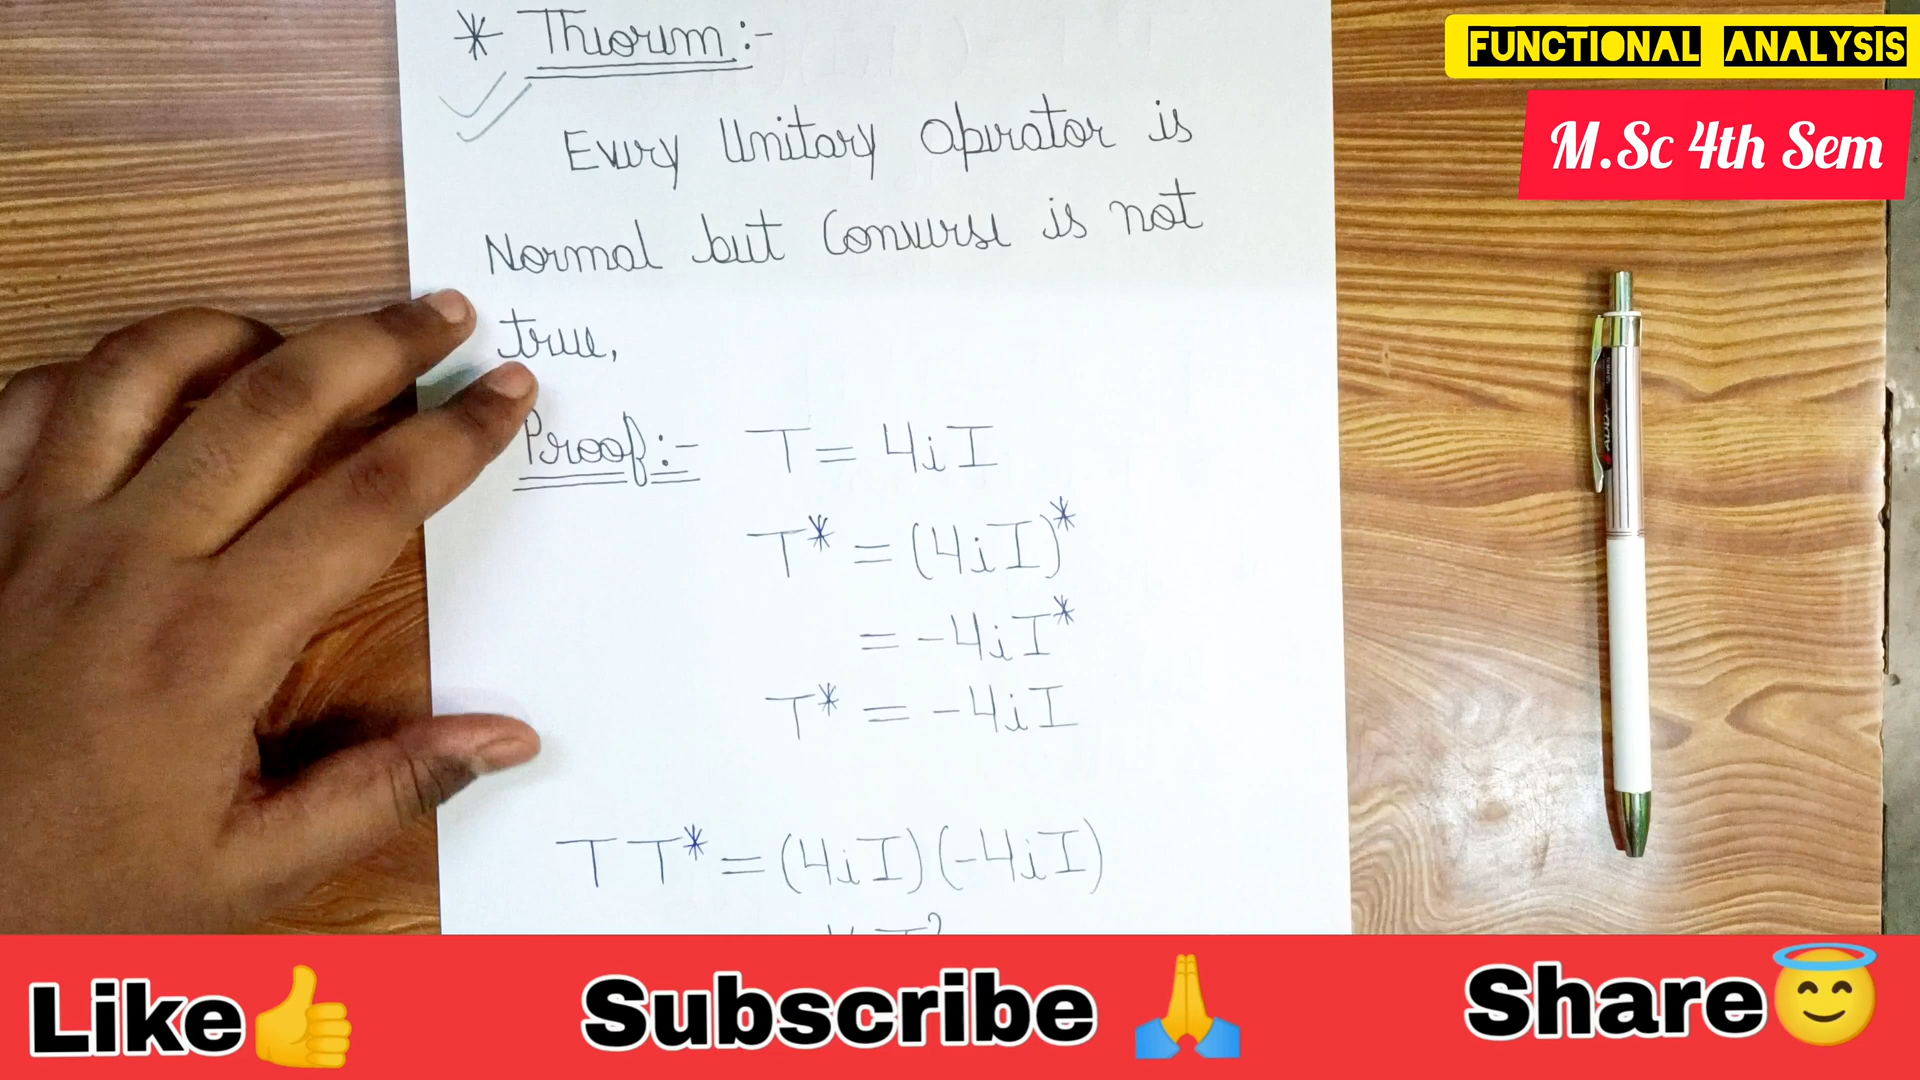 * Theorem :-
Every Unitary Operator is
Normal but Converse is not
true,
Proof :- T = 4iI
T* = (4iI)*
= -4iI*
T* = -4iI
TT* = (4iI)(-4iI)
FUNCTIONAL ANALYSIS
M.Sc 4th Sem
Like Subscribe Share